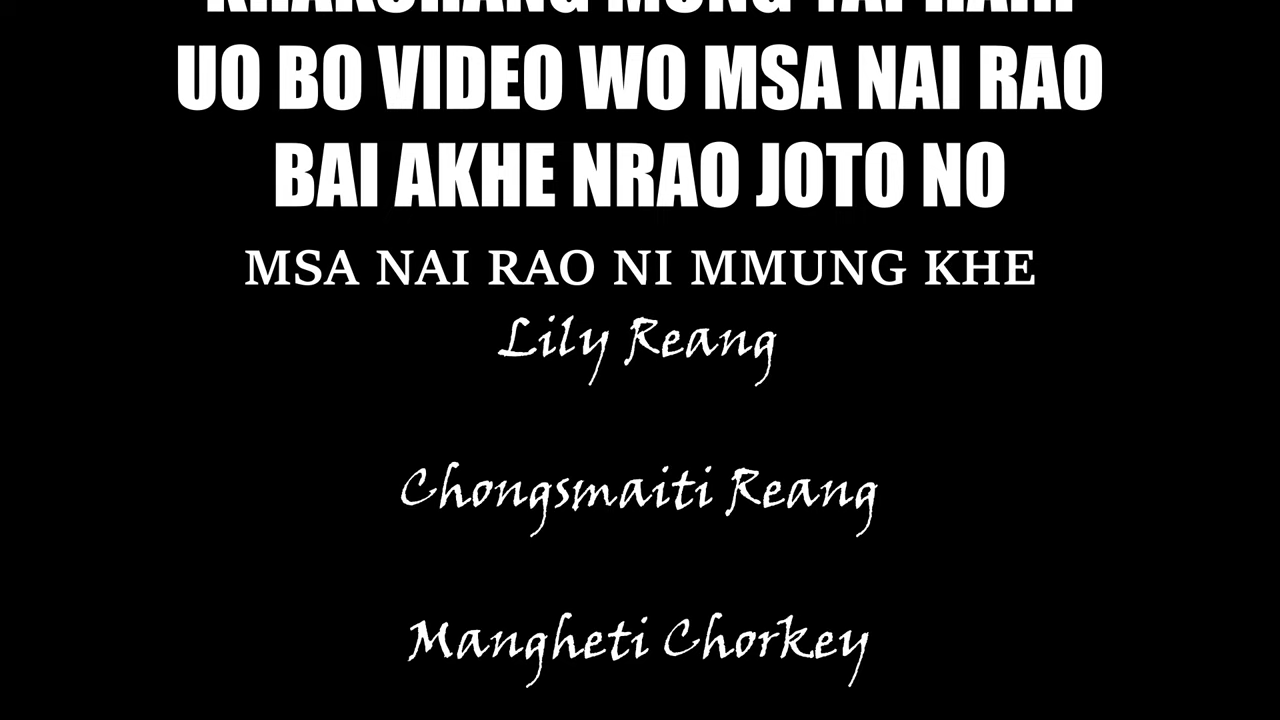 UO BO VIDEO WO MSA NAI RAO
BAI AKHE NRAO JOTO NO
MSA NAI RAO NI MMUNG KHE
Lily Reang
Chongsmaiti Reang
Mangheti Chorkey